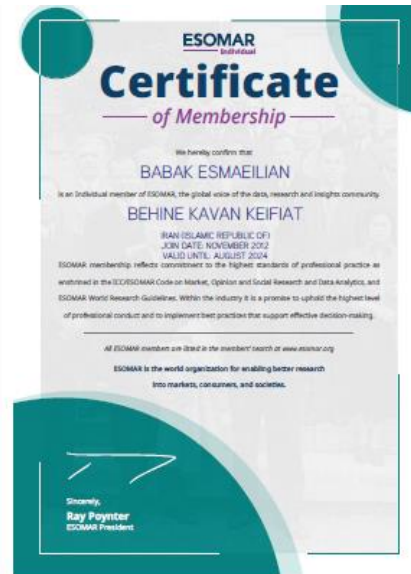 ESOMAR
Individual
Certificate
of Membership
We hereby confirm that
BABAK ESMAEILIAN
is an Individual member of ESOMAR, the global voice of the data, research and insights community.
BEHINE KAVAN KEIFIAT
IRAN (ISLAMIC REPUBLIC OF)
JOIN DATE: NOVEMBER 2012
VALID UNTIL: AUGUST 2024
ESOMAR membership reflects commitment to the highest standards of professional practice as
enshrined in the ICC/ESOMAR Code on Market, Opinion and Social Research and Data Analytics, and
ESOMAR World Research Guidelines. Within the industry it is a promise to uphold the highest level
of professional conduct and to implement best practices that support effective decision-making.
All ESOMAR members are listed in the members' search at www.esomar.org
ESOMAR is the world organization for enabling better research
into markets, consumers, and societies.
Sincerely,
Ray Poynter
ESOMAR President